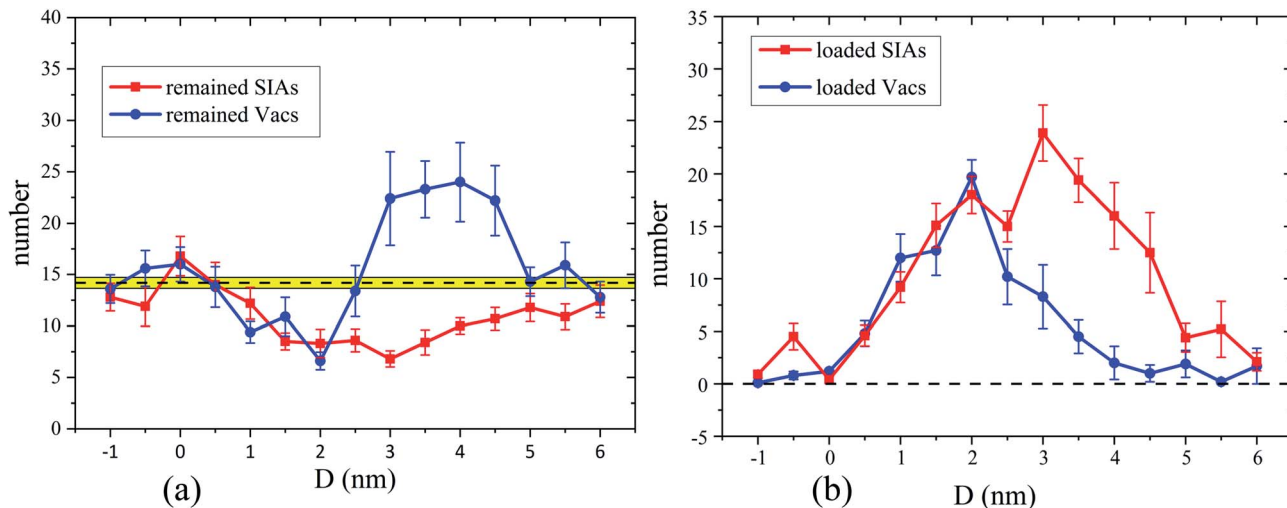 40
35
30
25
20
15
10
5
0
number
remained SIAs
remained Vacs
-1 0 1 2 3 4 5 6
D (nm)
(a)
35
30
25
20
15
10
5
0
-5
number
loaded SIAs
loaded Vacs
-1 0 1 2 3 4 5 6
D (nm)
(b)